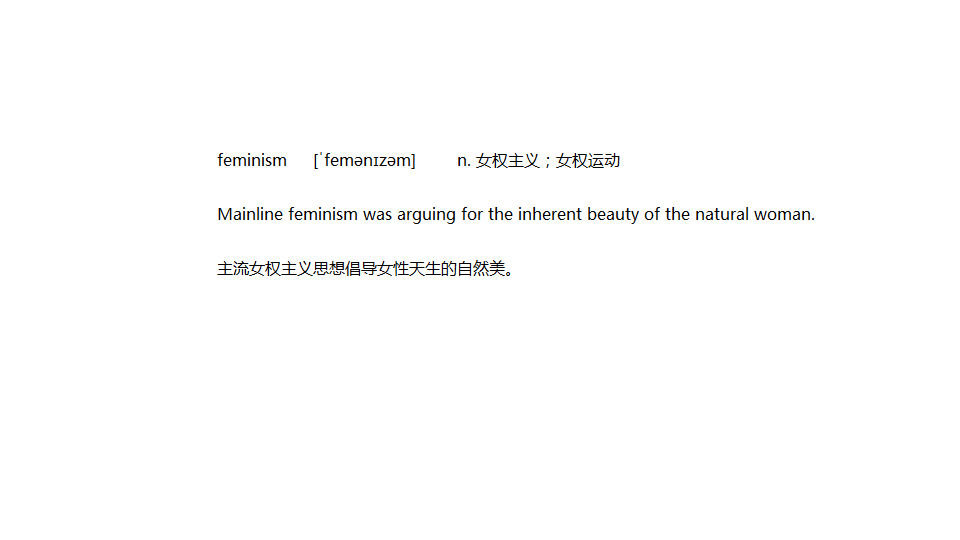 feminism [ˈfemənɪzəm] n. 女权主义；女权运动
Mainline feminism was arguing for the inherent beauty of the natural woman.
主流女权主义思想倡导女性天生的自然美。